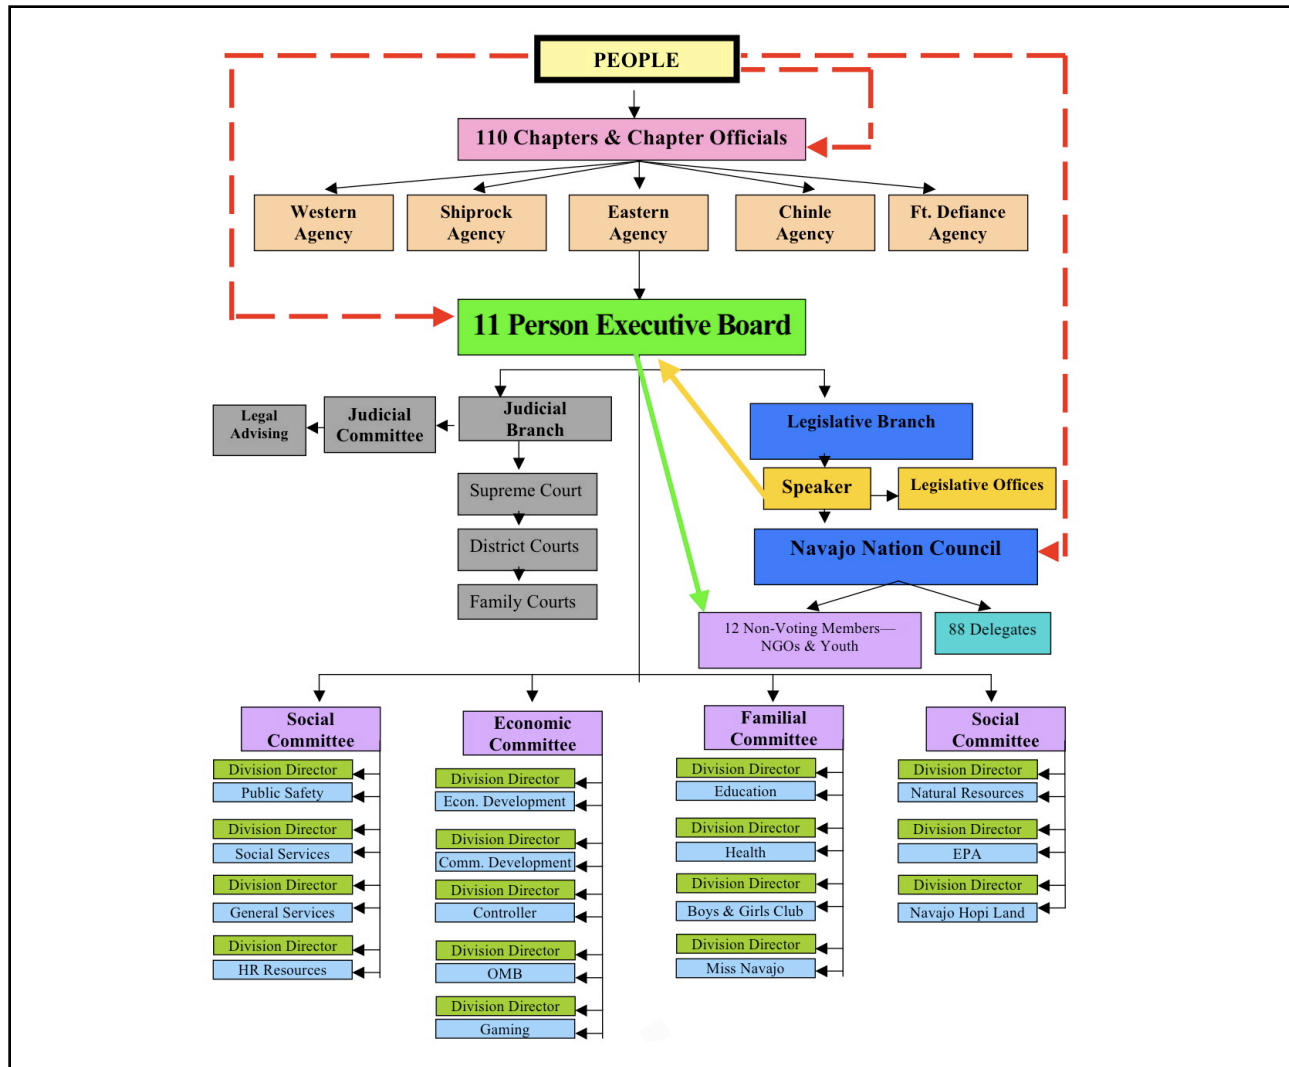 PEOPLE
110 Chapters & Chapter Officials
Western
Agency
Shiprock
Agency
Eastern
Agency
Chinle
Agency
Ft. Defiance
Agency
11 Person Executive Board
Legal
Advising
Judicial
Committee
Judicial
Branch
Legislative Branch
Supreme Court
Speaker
Legislative Offices
District Courts
Navajo Nation Council
Family Courts
12 Non-Voting Members—
NGOs & Youth
88 Delegates
Social
Committee
Division Director
Public Safety
Division Director
Social Services
Division Director
General Services
Division Director
HR Resources
Economic
Committee
Division Director
Econ. Development
Division Director
Comm. Development
Division Director
Controller
Division Director
OMB
Division Director
Gaming
Familial
Committee
Division Director
Education
Division Director
Health
Division Director
Boys & Girls Club
Division Director
Miss Navajo
Social
Committee
Division Director
Natural Resources
Division Director
EPA
Division Director
Navajo Hopi Land